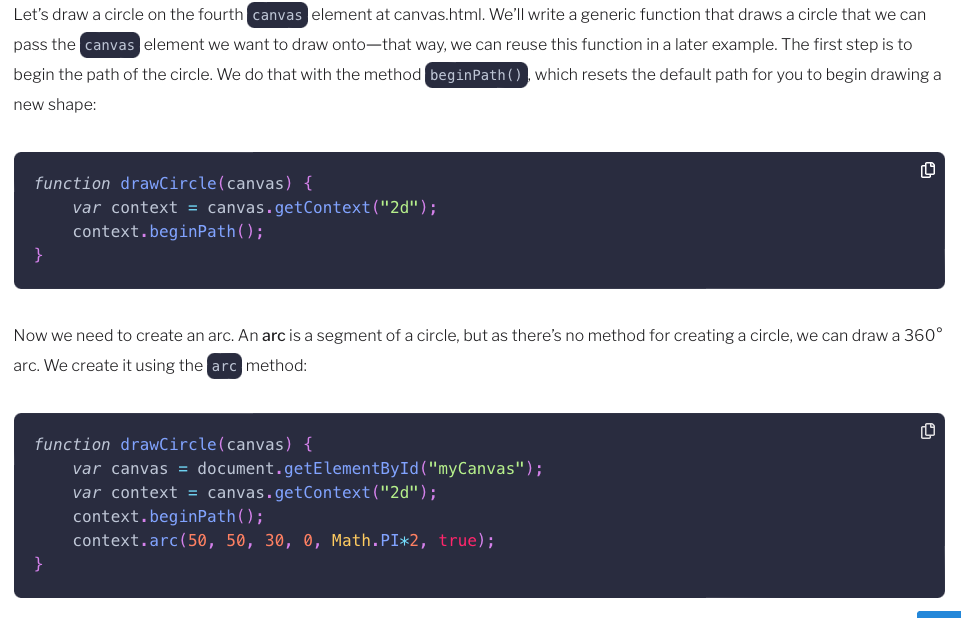 Let’s draw a circle on the fourth canvas element at canvas.html. We’ll write a generic function that draws a circle that we can
pass the canvas element we want to draw onto—that way, we can reuse this function in a later example. The first step is to
begin the path of the circle. We do that with the method beginPath(), which resets the default path for you to begin drawing a
new shape:
function drawCircle(canvas) {
    var context = canvas.getContext("2d");
    context.beginPath();
}
Now we need to create an arc. An arc is a segment of a circle, but as there’s no method for creating a circle, we can draw a 360°
arc. We create it using the arc method:
function drawCircle(canvas) {
    var canvas = document.getElementById("myCanvas");
    var context = canvas.getContext("2d");
    context.beginPath();
    context.arc(50, 50, 30, 0, Math.PI*2, true);
}